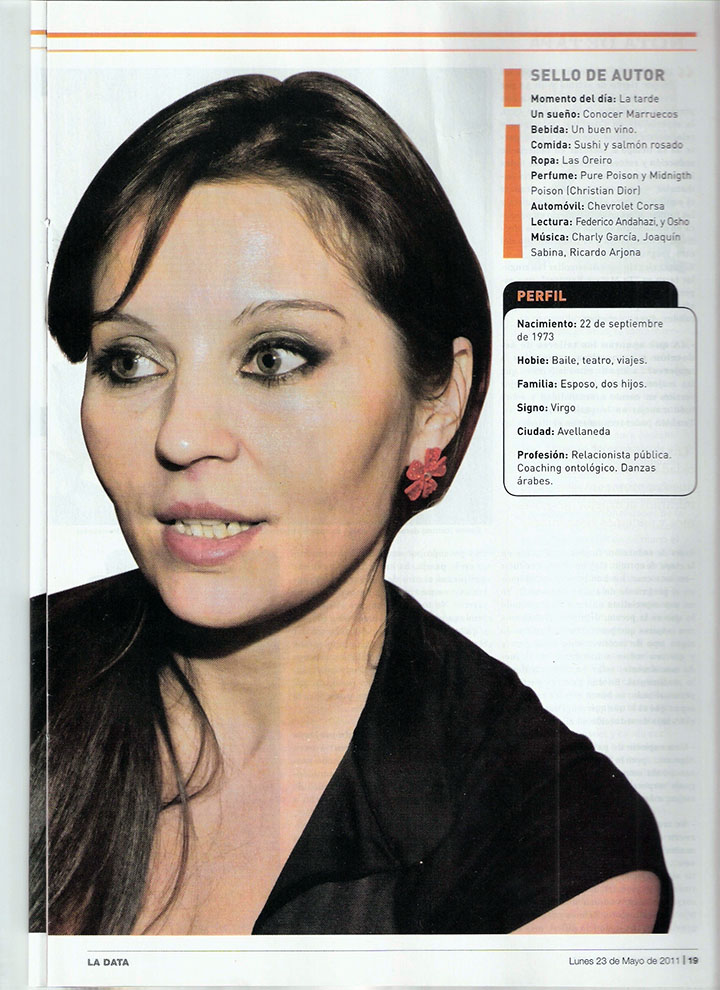 SELLO DE AUTOR
Momento del día: La tarde
Un sueño: Conocer Marruecos
Bebida: Un buen vino.
Comida: Sushi y salmón rosado
Ropa: Las Oreiro
Perfume: Pure Poison y Midnigth
Poison (Christian Dior)
Automóvil: Chevrolet Corsa
Lectura: Federico Andahazi, y Osho
Música: Charly García, Joaquín
Sabina, Ricardo Arjona
PERFIL
Nacimiento: 22 de septiembre
de 1973
Hobie: Baile, teatro, viajes.
Familia: Esposo, dos hijos.
Signo: Virgo
Ciudad: Avellaneda
Profesión: Relacionista pública.
Coaching ontológico. Danzas
árabes.
LA DATA
Lunes 23 de Mayo de 2011 | 19